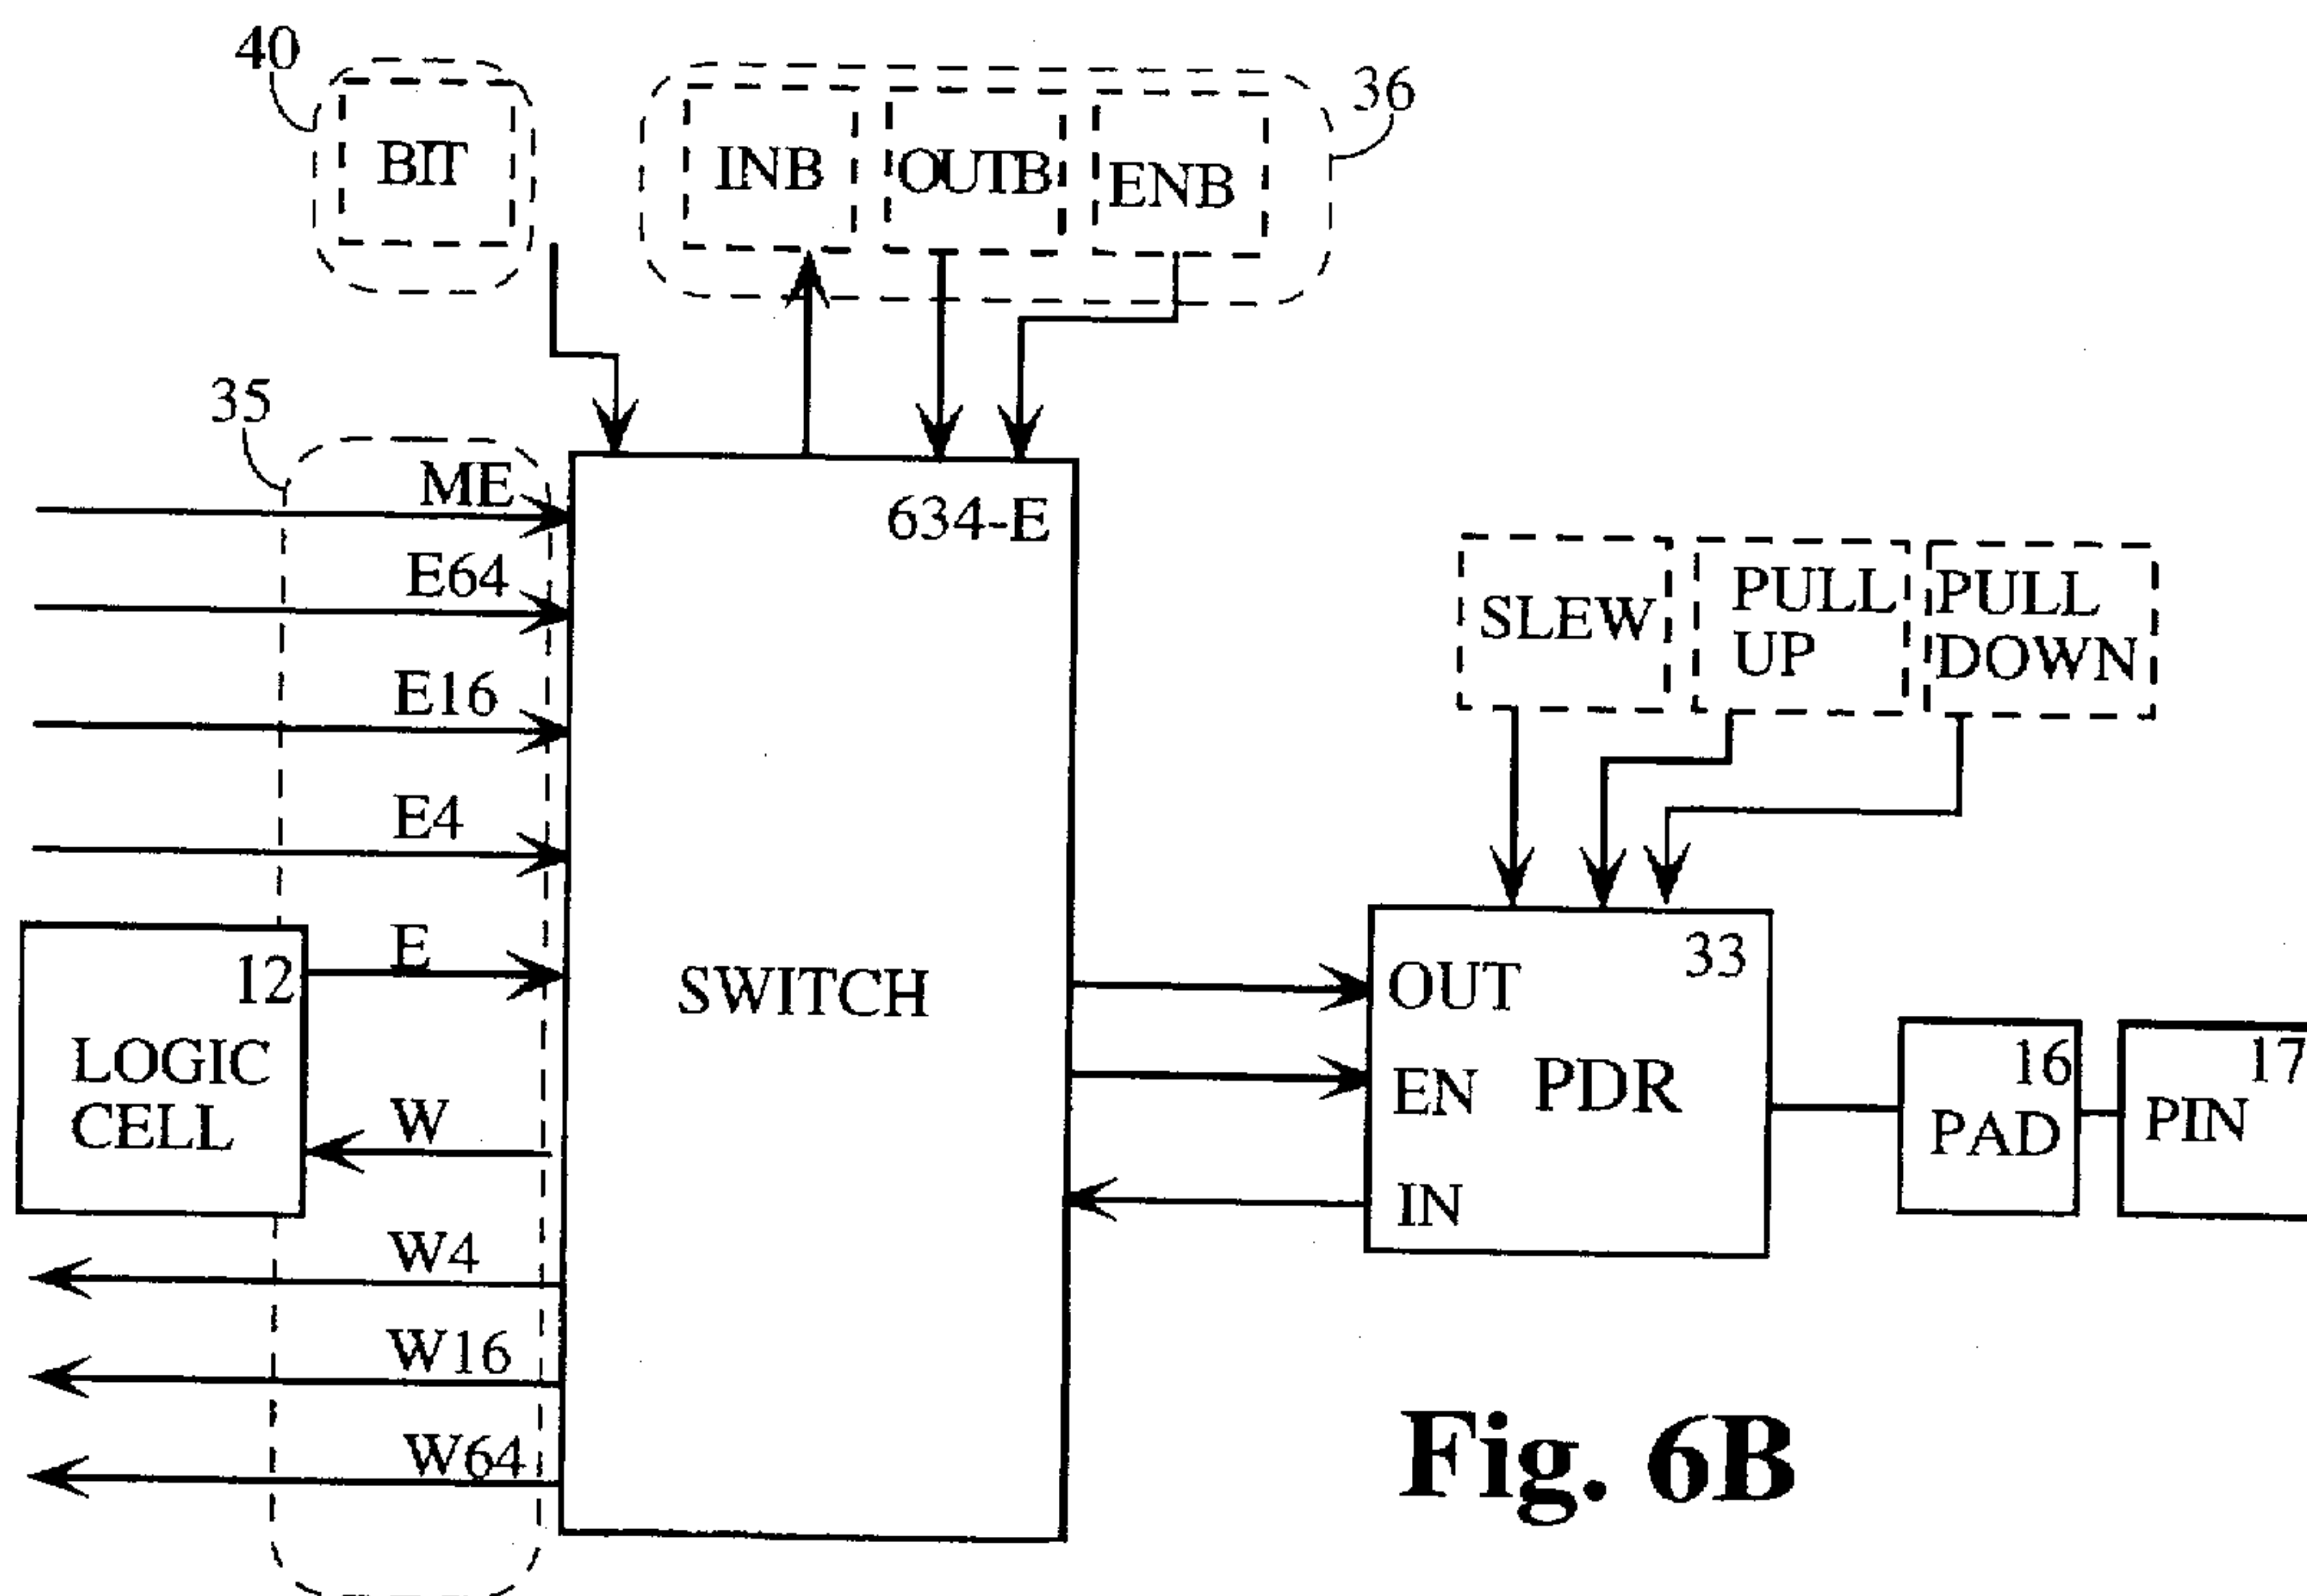 40
BIT
INB
OUTB
ENB
36
35
ME
634-E
E64
SLEW
PULL
UP
PULL
DOWN
E16
E4
E
12
LOGIC
CELL
SWITCH
OUT
33
EN
PDR
IN
16
PAD
17
PIN
W
W4
W16
W64
Fig. 6B